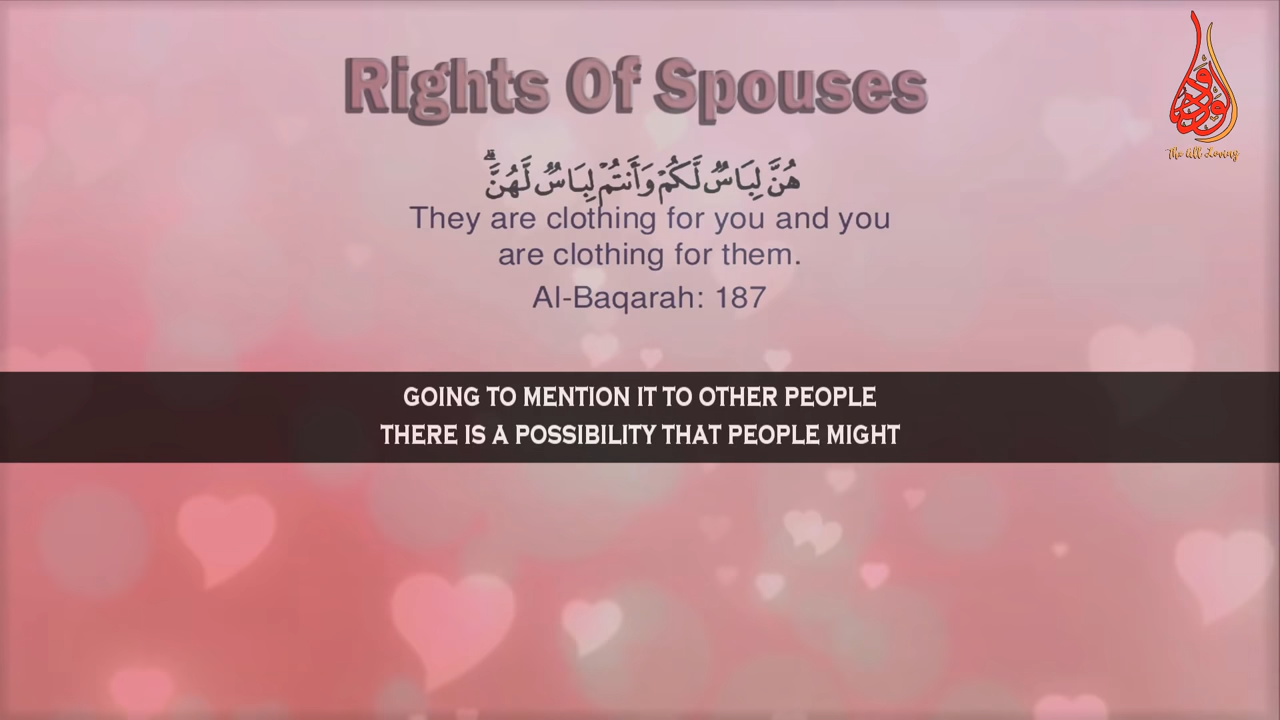 Rights Of Spouses
هُنَّ لِبَاسٌ لَّكُمْ وَأَنتُمْ لِبَاسٌ لَّهُنَّ ۗ
They are clothing for you and you
are clothing for them.
Al-Baqarah: 187
GOING TO MENTION IT TO OTHER PEOPLE
THERE IS A POSSIBILITY THAT PEOPLE MIGHT
الودود
The All Loving